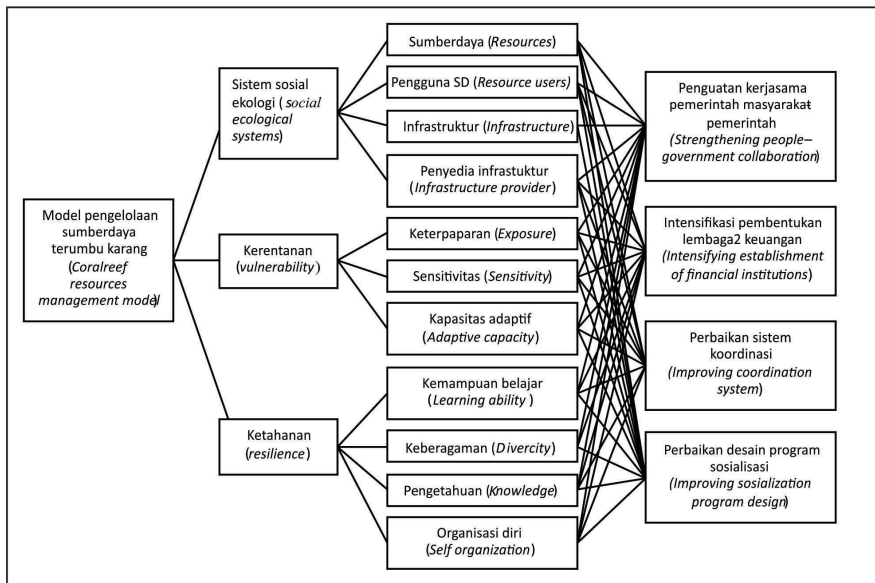 Model pengelolaan
sumberdaya
terumbu karang
(Coralreef
resources
management model)
Sistem sosial
ekologi (social
ecological
systems)
Kerentanan
(vulnerability)
Ketahanan
(resilience)
Sumberdaya (Resources)
Pengguna SD (Resource users)
Infrastruktur (Infrastructure)
Penyedia infrastuktur
(Infrastructure provider)
Keterpaparan (Exposure)
Sensitivitas (Sensitivity)
Kapasitas adaptif
(Adaptive capacity)
Kemampuan belajar
(Learning ability )
Keberagaman (Divercity)
Pengetahuan (Knowledge)
Organisasi diri
(Self organization)
Penguatan kerjasama
pemerintah masyarakat-
pemerintah
(Strengthening people–
government collaboration)
Intensifikasi pembentukan
lembaga2 keuangan
(Intensifying establishment
of financial institutions)
Perbaikan sistem
koordinasi
(Improving coordination
system)
Perbaikan desain program
sosialisasi
(Improving sosialization
program design)